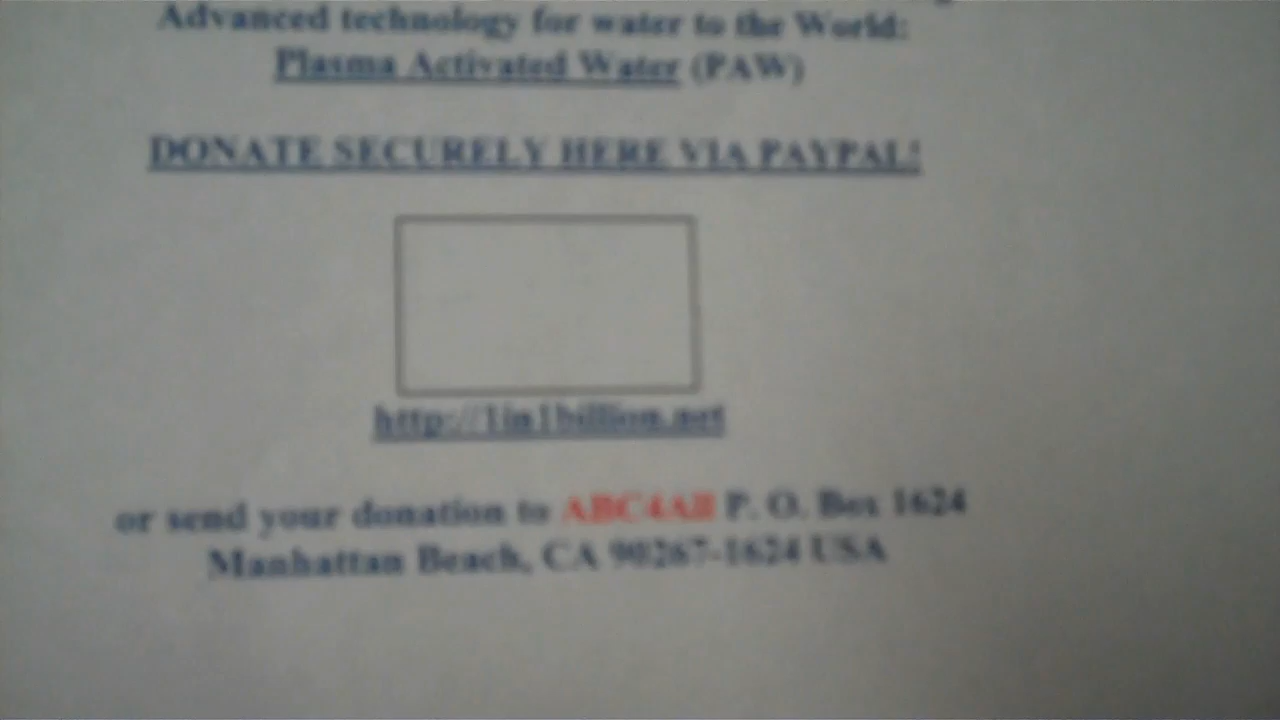 Advanced technology for water to the World:
Plasma Activated Water (PAW)
DONATE SECURELY HERE VIA PAYPAL!
http://1in1billion.net
or send your donation to ABC4All P. O. Box 1624
Manhattan Beach, CA 90267-1624 USA